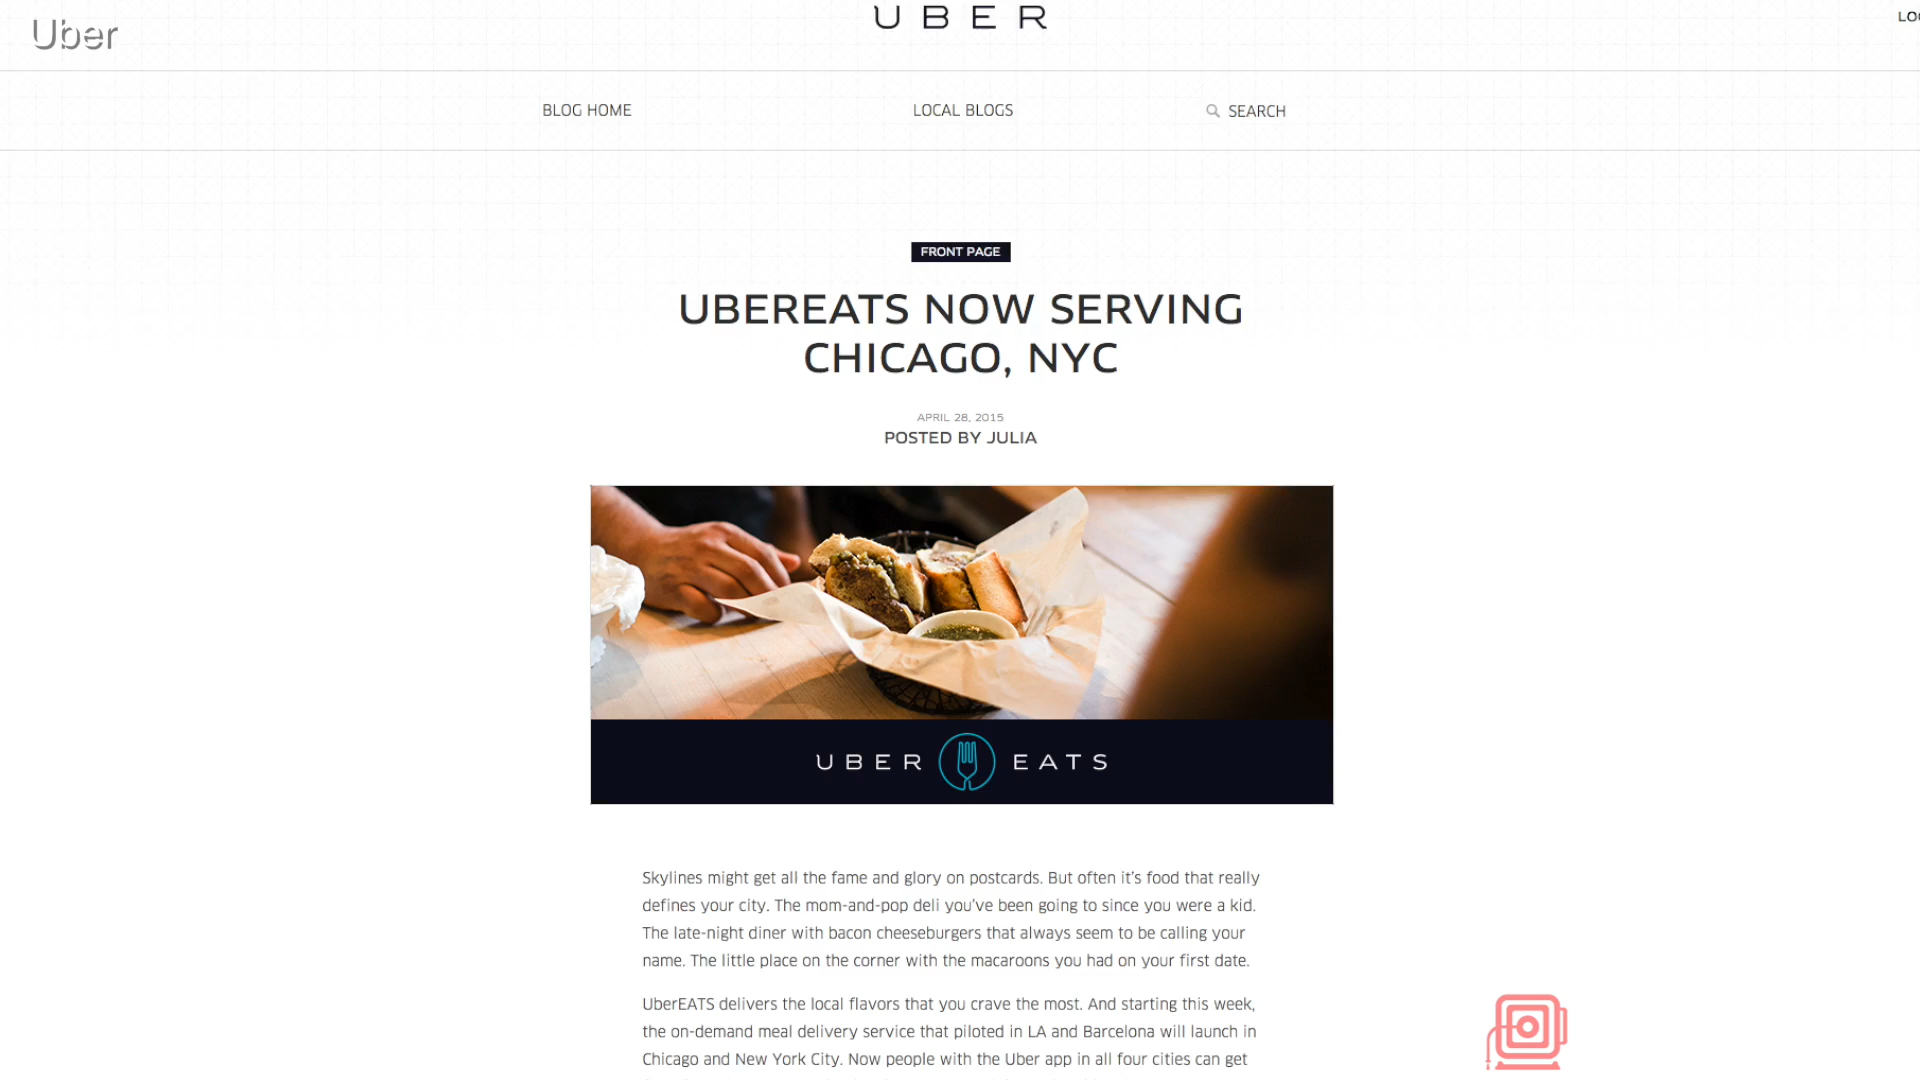 Uber
UBER
BLOG HOME
LOCAL BLOGS
SEARCH
FRONT PAGE
UBEREATS NOW SERVING
CHICAGO, NYC
APRIL 28, 2015
POSTED BY JULIA
UBER EATS
Skylines might get all the fame and glory on postcards. But often it's food that really
defines your city. The mom-and-pop deli you've been going to since you were a kid.
The late-night diner with bacon cheeseburgers that always seem to be calling your
name. The little place on the corner with the macaroons you had on your first date.
UberEATS delivers the local flavors that you crave the most. And starting this week,
the on-demand meal delivery service that piloted in LA and Barcelona will launch in
Chicago and New York City. Now people with the Uber app in all four cities can get